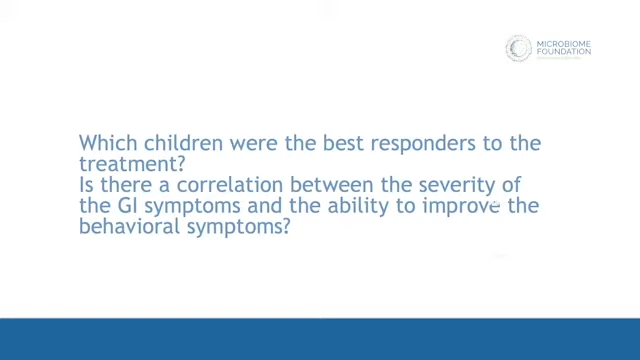 MICROBIOME
FOUNDATION
Which children were the best responders to the
treatment?
Is there a correlation between the severity of
the GI symptoms and the ability to improve the
behavioral symptoms?